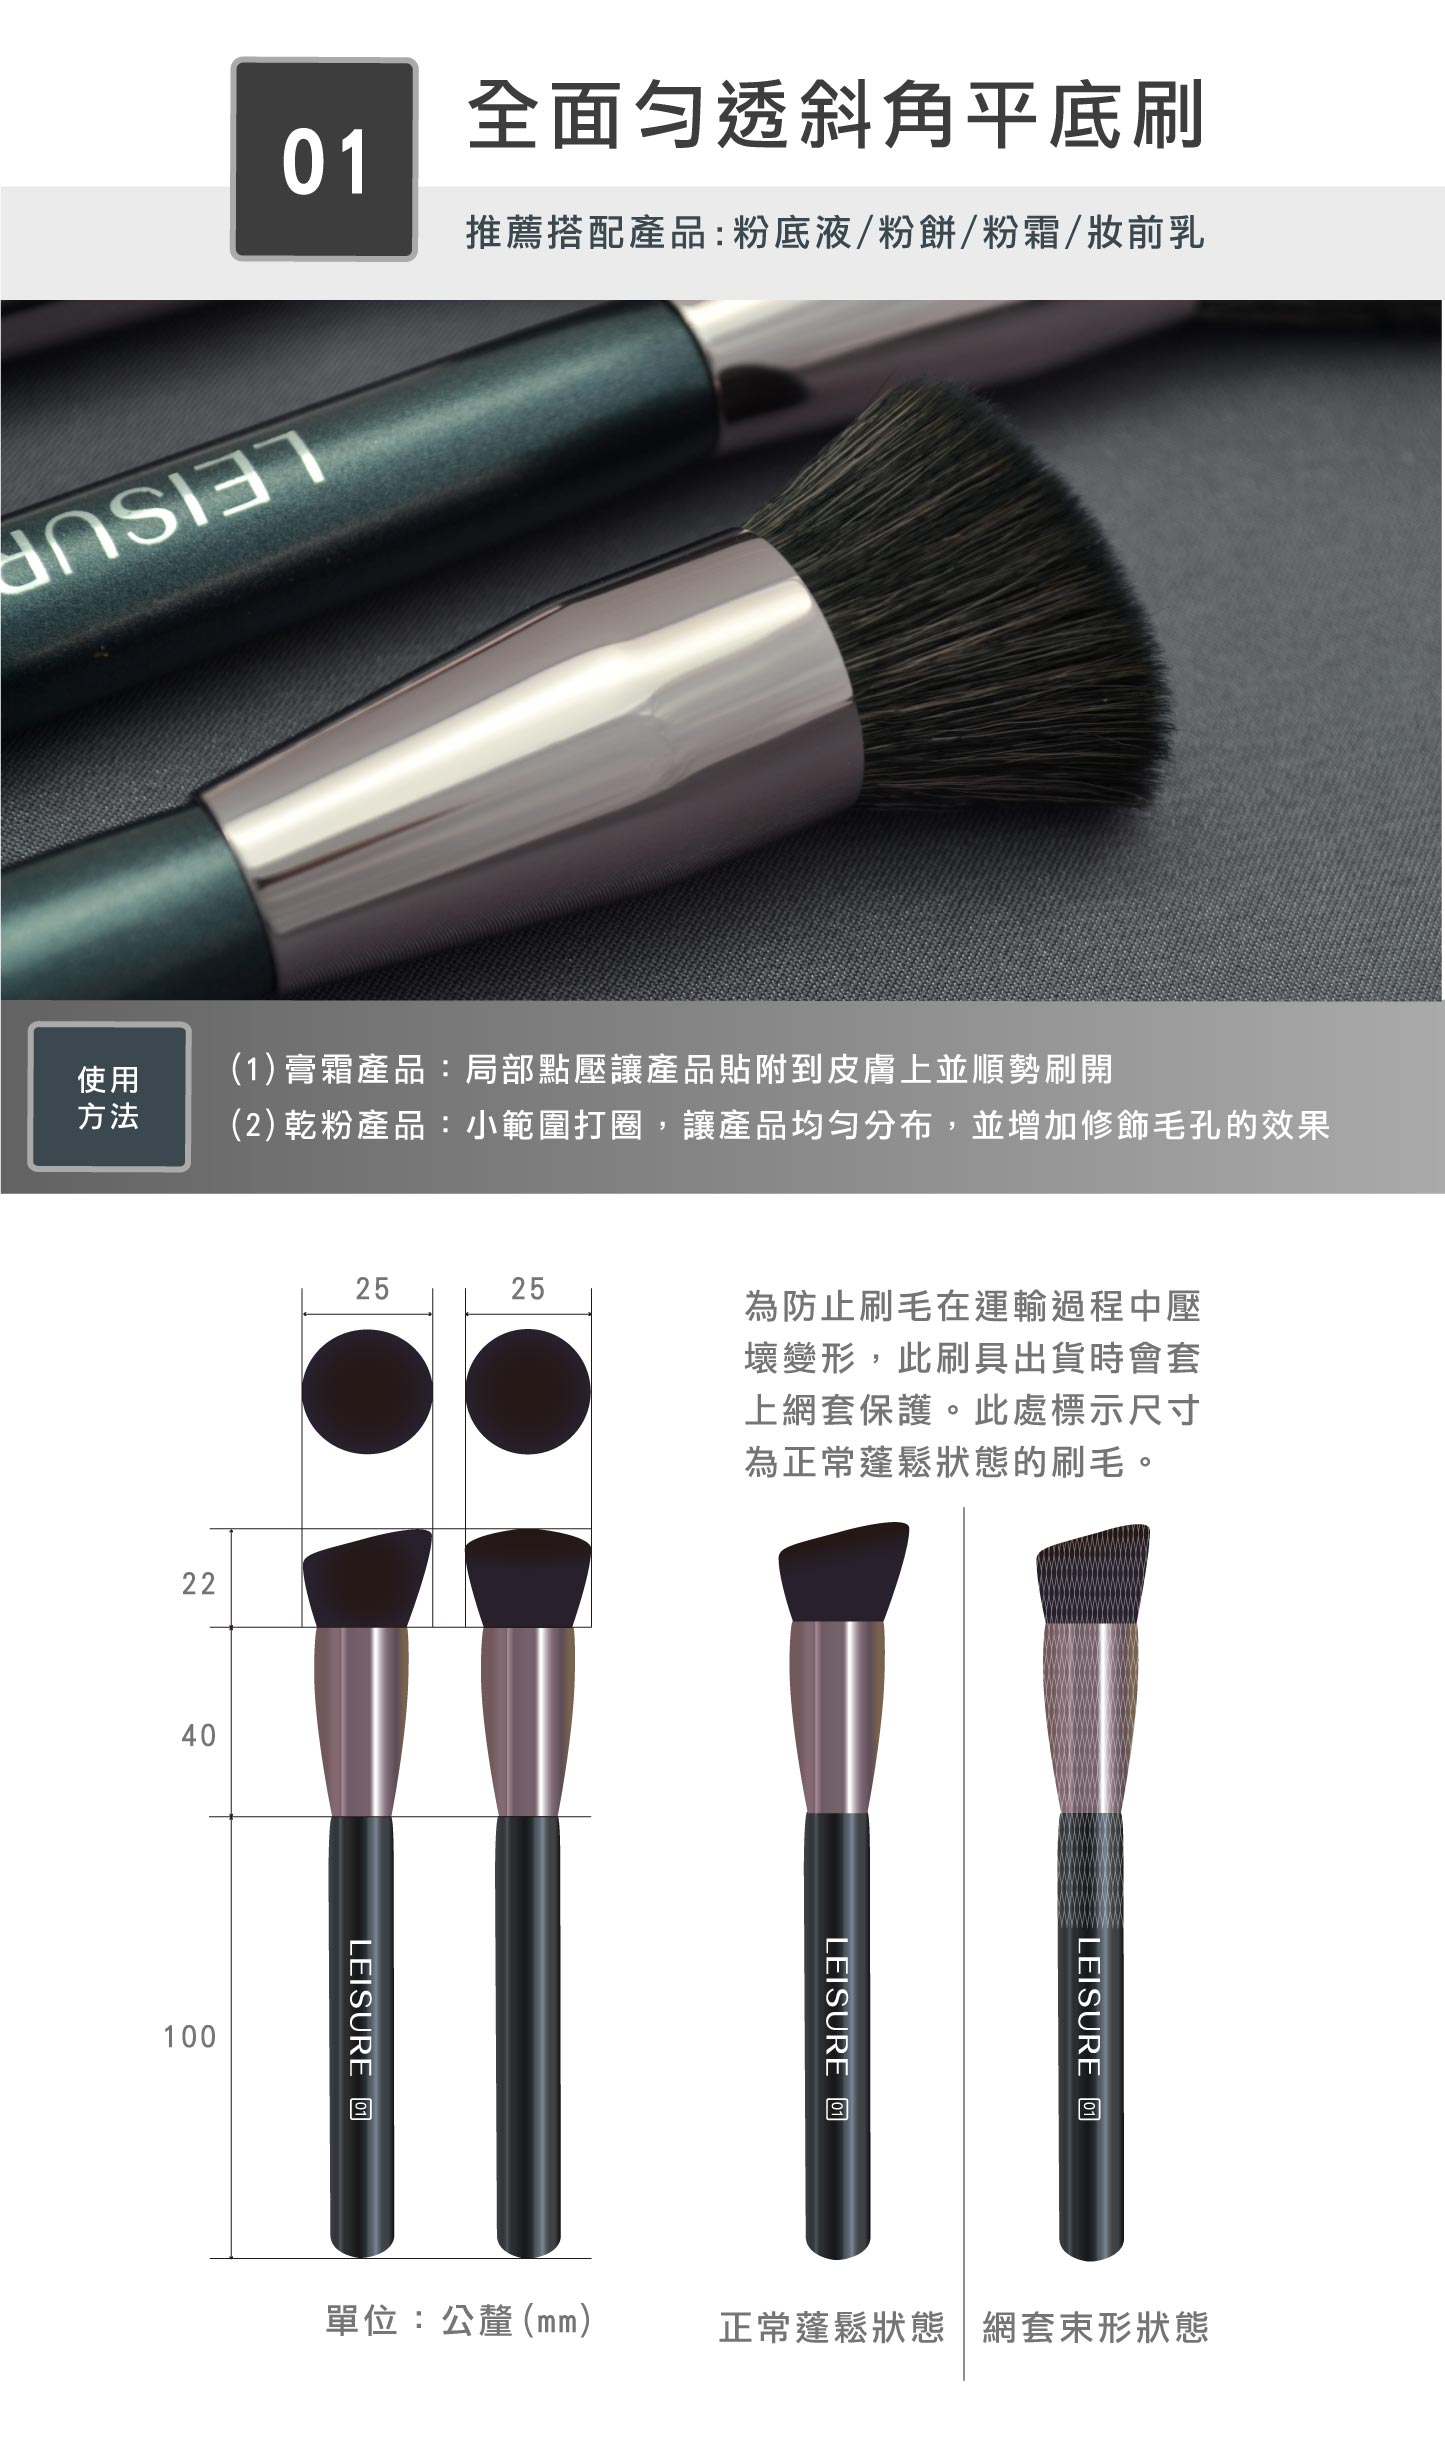 01
全面勻透斜角平底刷
推薦搭配產品:粉底液/粉餅/粉霜/妝前乳
LEISUR
使用
方法
(1)膏霜產品：局部點壓讓產品貼附到皮膚上並順勢刷開
(2)乾粉產品：小範圍打圈，讓產品均勻分布，並增加修飾毛孔的效果
25
25
為防止刷毛在運輸過程中壓
壞變形，此刷具出貨時會套
上網套保護。此處標示尺寸
為正常蓬鬆狀態的刷毛。
22
40
100
LEISURE 01
LEISURE 01
LEISURE 01
單位：公釐(mm)
正常蓬鬆狀態
網套束形狀態